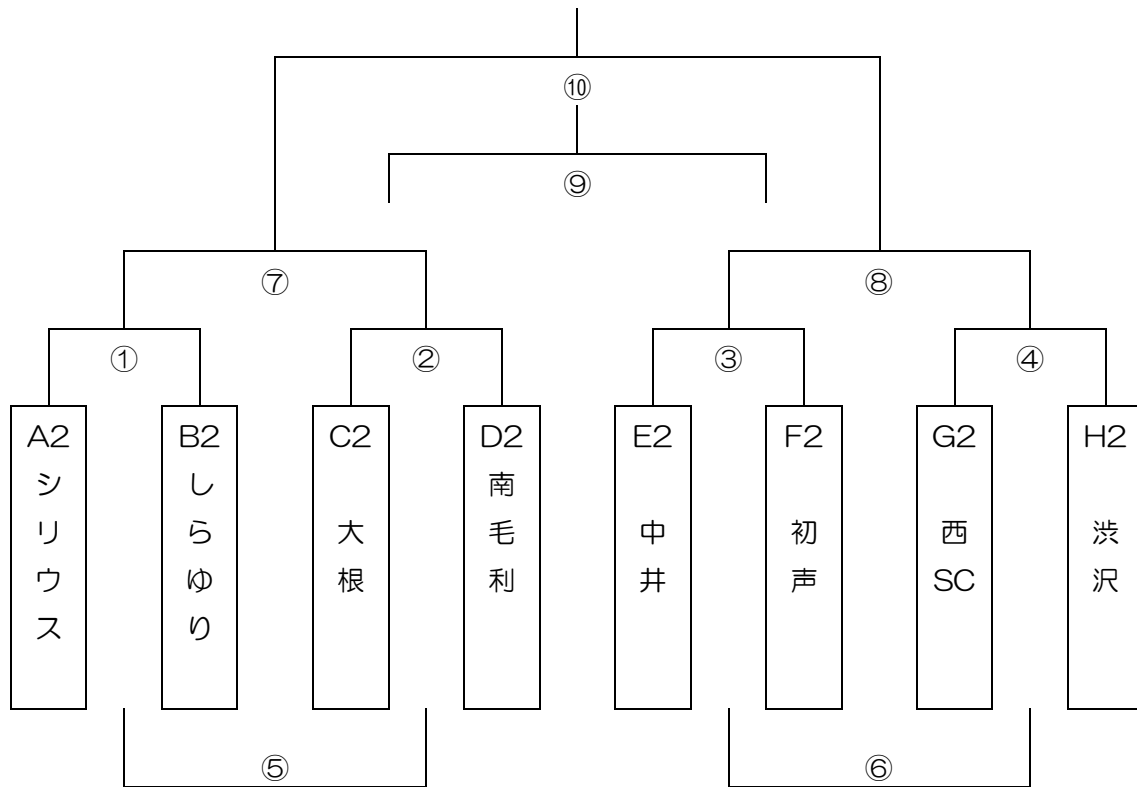 ⑩
⑨
⑦
⑧
①
②
③
④
A2
シリウス
B2
しらゆり
C2
大根
D2
南毛利
E2
中井
F2
初声
G2
西SC
H2
渋沢
⑤
⑥